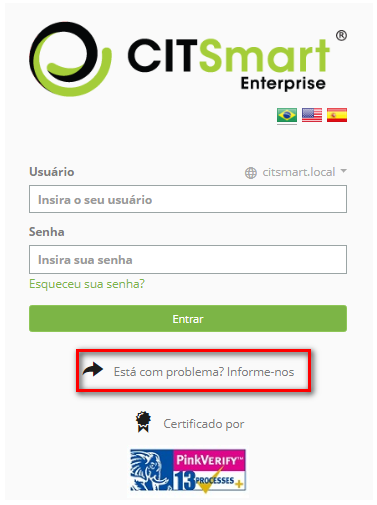 CITSmart®
Enterprise
Usuário citsmart.local
Insira o seu usuário
Senha
Insira sua senha
Esqueceu sua senha?
Entrar
Está com problema? Informe-nos
Certificado por
PinkVERIFY™
13 PROCESSES +